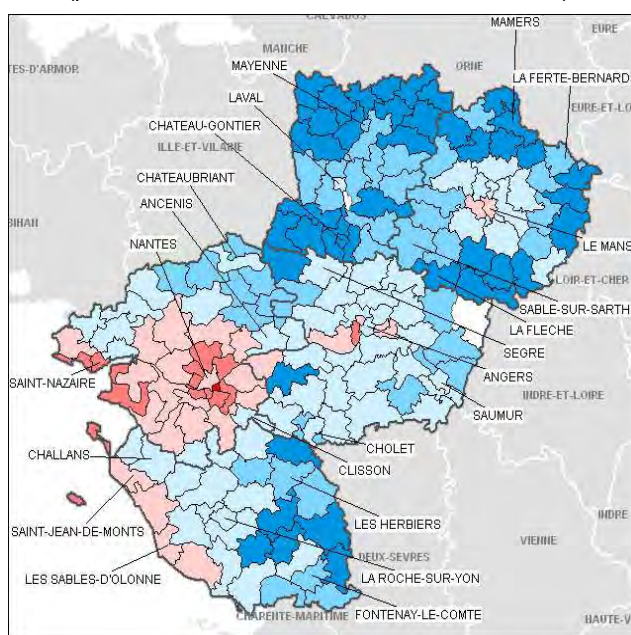 CALVADOS
MAMERS
EURE
MANCHE
MAYENNE
ORNE
LA FERTE-BERNARD
TES-D'ARMOR
LAVAL
EURE-ET-LO
CHATEAU-GONTIER
ILLE-ET-VILAINE
CHATEAUBRIANT
ANCENIS
BIHAN
NANTES
LE MANS
LOIR-ET-CHER
SABLE-SUR-SARTH
LA FLECHE
SEGRE
SAINT-NAZAIRE
ANGERS
INDRE-ET-LOIRE
SAUMUR
CHOLET
CHALLANS
CLISSON
SAINT-JEAN-DE-MONTS
LES HERBIERS
INDRE
VIENNE
DEUX-SEVRES
LES SABLES-D'OLONNE
LA ROCHE-SUR-YON
FONTENAY-LE-COMTE
CHARENTE-MARITIME
HAUTE-V